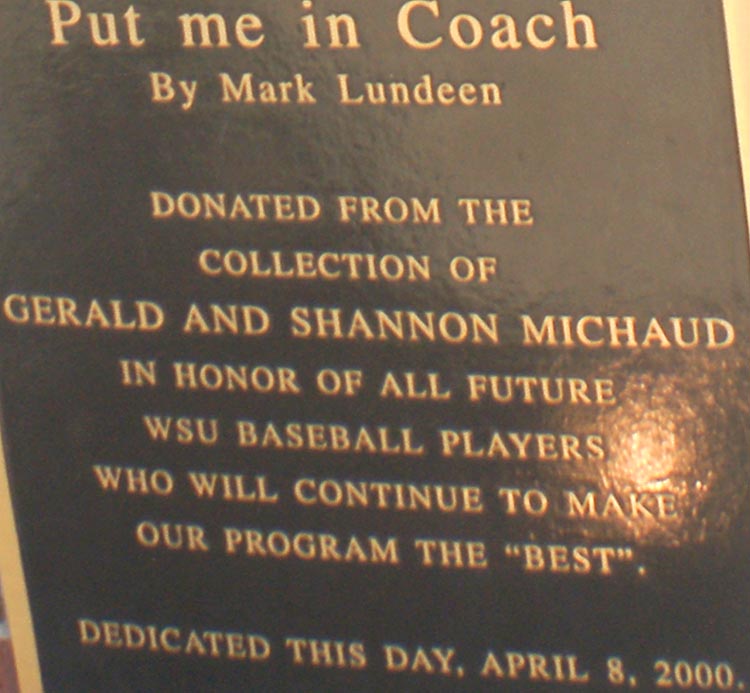 Put me in Coach
By Mark Lundeen
DONATED FROM THE
COLLECTION OF
GERALD AND SHANNON MICHAUD
IN HONOR OF ALL FUTURE
WSU BASEBALL PLAYERS
WHO WILL CONTINUE TO MAKE
OUR PROGRAM THE "BEST".
DEDICATED THIS DAY, APRIL 8, 2000.